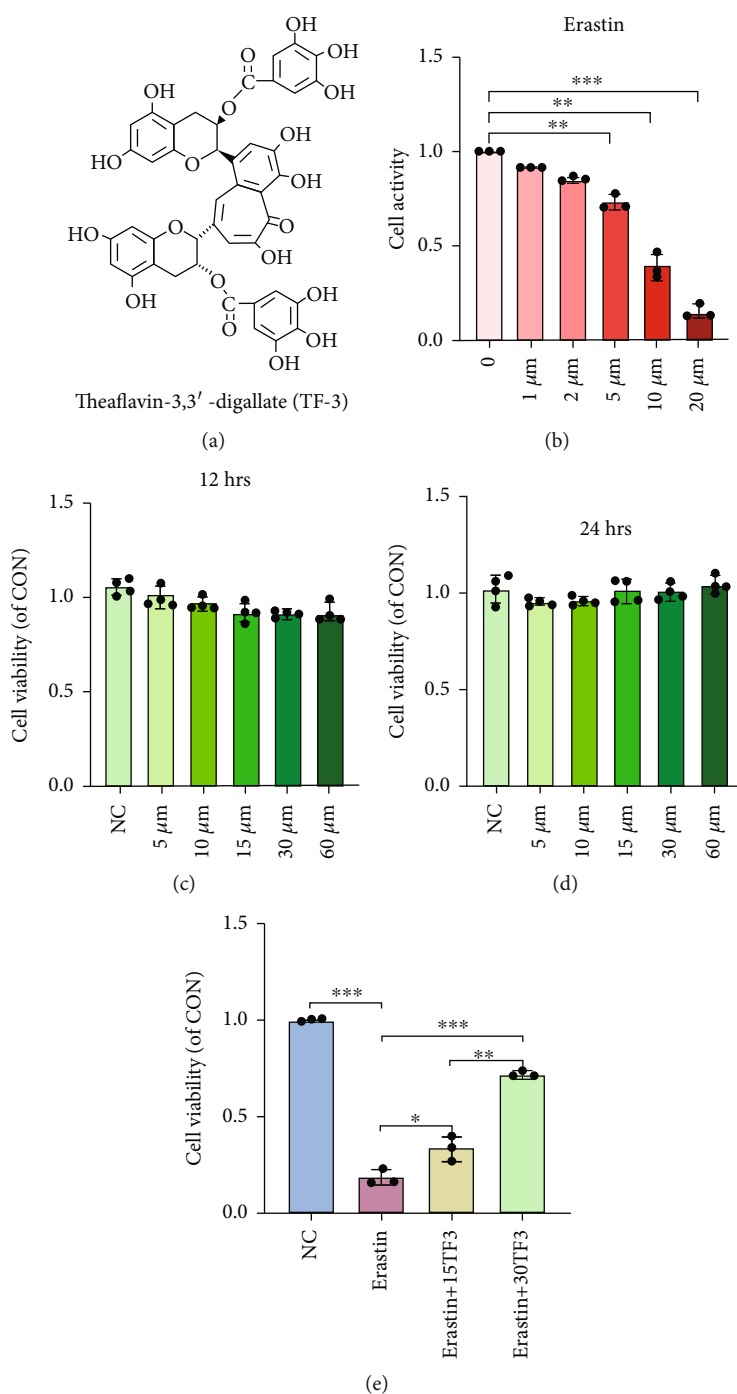 OH
OH
O
C
OH
O
OH
O
OH
HO
OH
O
O
HO
O
OH
O
OH
OH
C
O
OH
OH
Theaflavin-3,3′ -digallate (TF-3)
(a)
Erastin
1.5
1.0
0.5
0.0
Cell activity
***
**
**
0
1 μm
2 μm
5 μm
10 μm
20 μm
(b)
12 hrs
1.5
1.0
0.5
0.0
Cell viability (of CON)
NC
5 μm
10 μm
15 μm
30 μm
60 μm
(c)
24 hrs
1.5
1.0
0.5
0.0
Cell viability (of CON)
NC
5 μm
10 μm
15 μm
30 μm
60 μm
(d)
1.5
1.0
0.5
0.0
Cell viability (of CON)
***
***
**
*
NC
Erastin
Erastin+15TF3
Erastin+30TF3
(e)